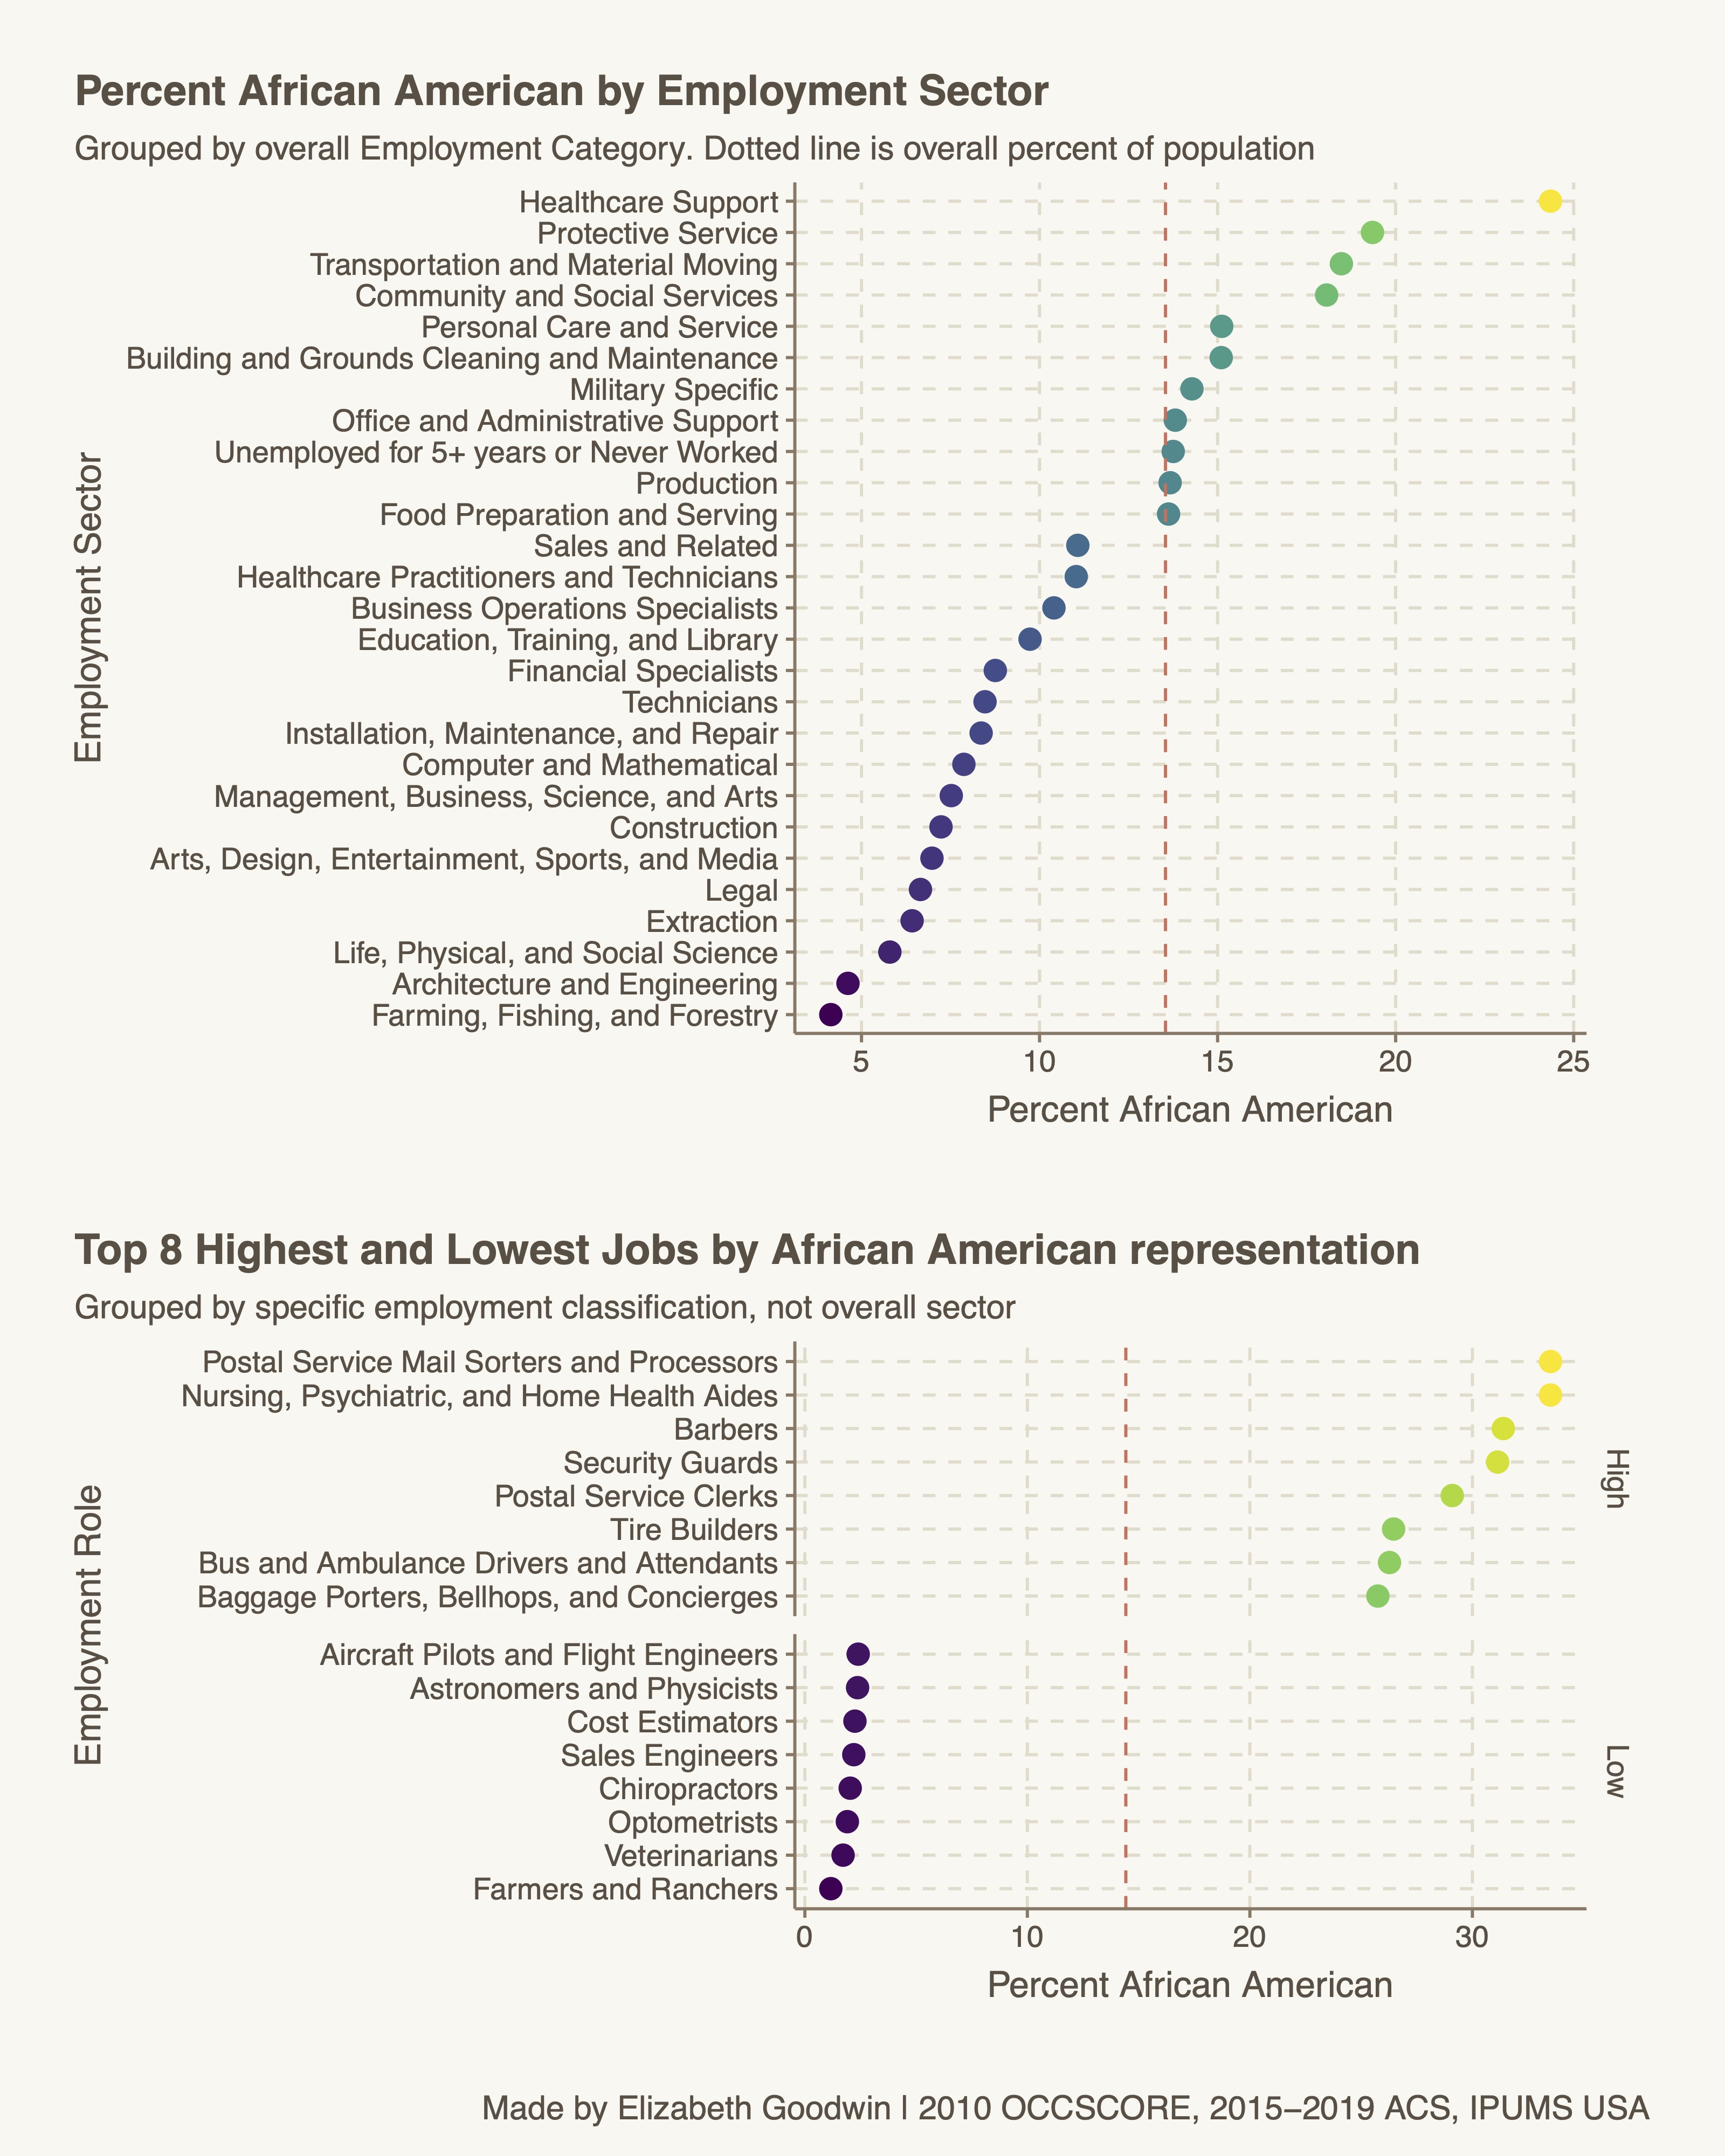 Percent African American by Employment Sector
Grouped by overall Employment Category. Dotted line is overall percent of population
Employment Sector
Healthcare Support
Protective Service
Transportation and Material Moving
Community and Social Services
Personal Care and Service
Building and Grounds Cleaning and Maintenance
Military Specific
Office and Administrative Support
Unemployed for 5+ years or Never Worked
Production
Food Preparation and Serving
Sales and Related
Healthcare Practitioners and Technicians
Business Operations Specialists
Education, Training, and Library
Financial Specialists
Technicians
Installation, Maintenance, and Repair
Computer and Mathematical
Management, Business, Science, and Arts
Construction
Arts, Design, Entertainment, Sports, and Media
Legal
Extraction
Life, Physical, and Social Science
Architecture and Engineering
Farming, Fishing, and Forestry
5 10 15 20 25
Percent African American
Top 8 Highest and Lowest Jobs by African American representation
Grouped by specific employment classification, not overall sector
Employment Role
Postal Service Mail Sorters and Processors
Nursing, Psychiatric, and Home Health Aides
Barbers
Security Guards
Postal Service Clerks
Tire Builders
Bus and Ambulance Drivers and Attendants
Baggage Porters, Bellhops, and Concierges
High
Aircraft Pilots and Flight Engineers
Astronomers and Physicists
Cost Estimators
Sales Engineers
Chiropractors
Optometrists
Veterinarians
Farmers and Ranchers
Low
0 10 20 30
Percent African American
Made by Elizabeth Goodwin | 2010 OCCSCORE, 2015–2019 ACS, IPUMS USA